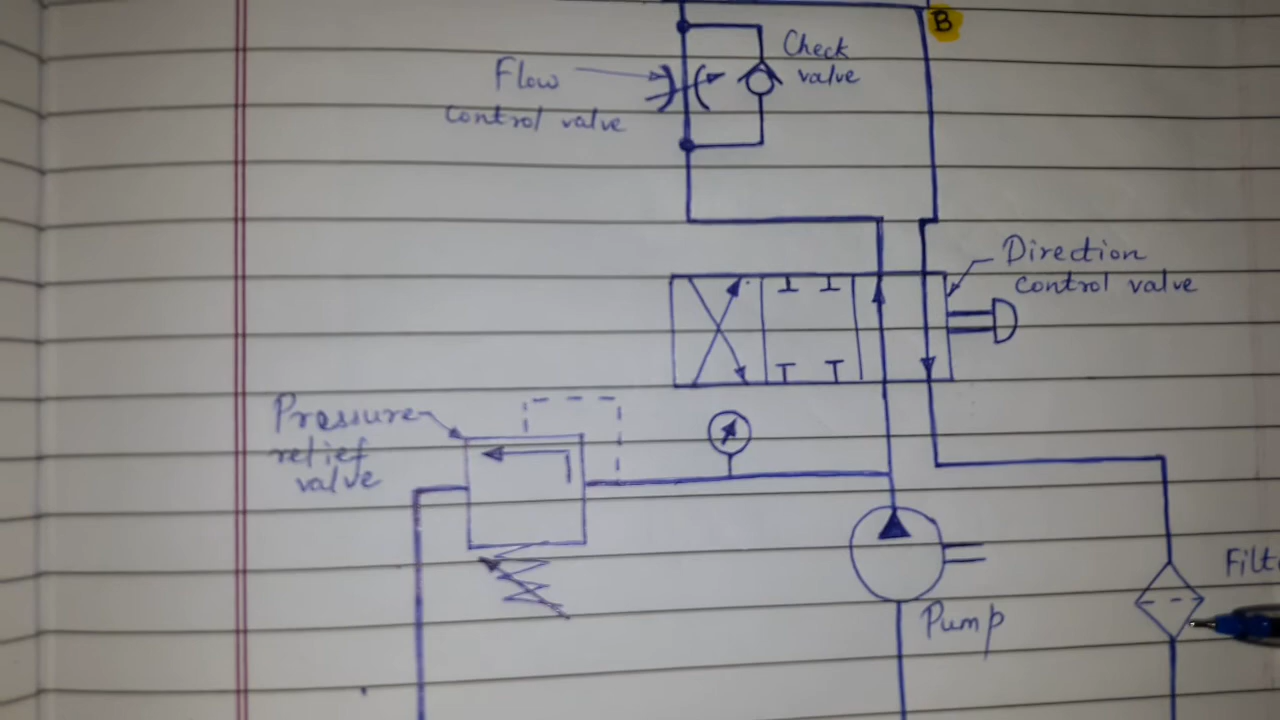 B
Check
valve
Flow
control valve
Direction
control valve
Pressure
relief
valve
Pump